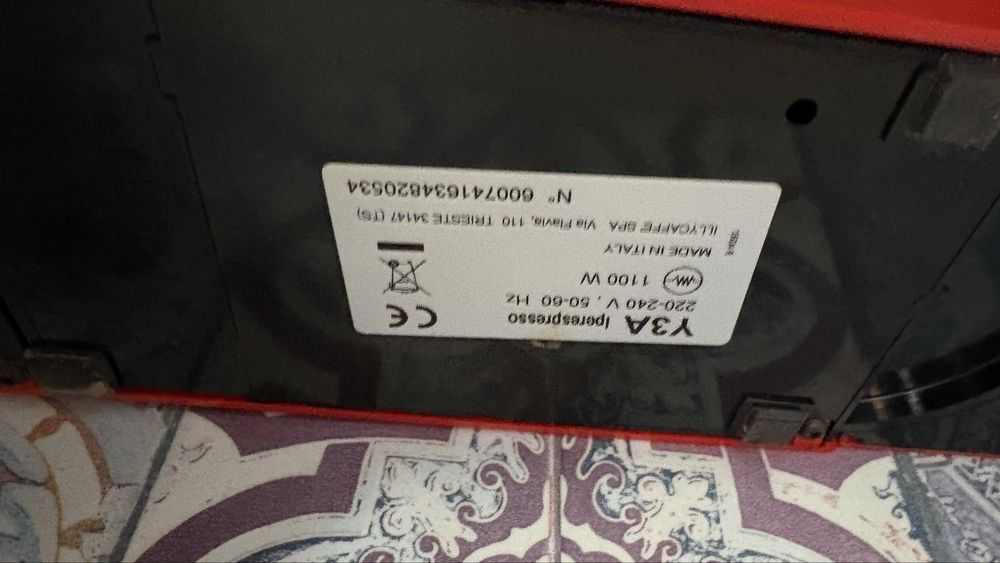 Y3A Iperespresso
220-240 V , 50-60 Hz
1100 W
MADE IN ITALY
ILLYCAFFE' SPA Via Flavia, 110 TRIESTE 34147 (TS)
N° 600741634820534
CE